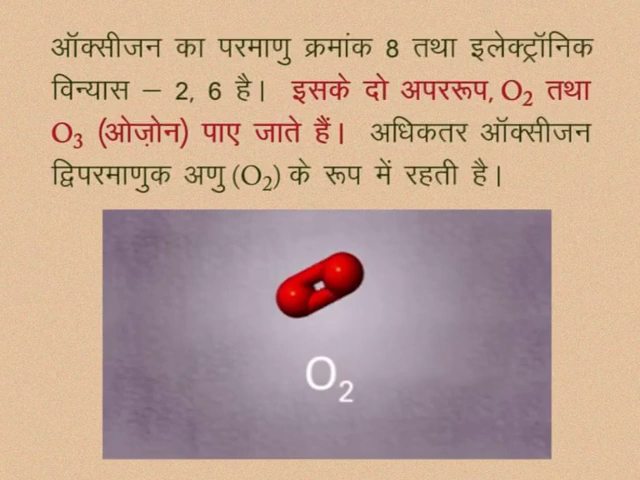 ऑक्सीजन का परमाणु क्रमांक 8 तथा इलेक्ट्रॉनिक
विन्यास – 2, 6 है। इसके दो अपररूप, O₂ तथा
O₃ (ओज़ोन) पाए जाते हैं। अधिकतर ऑक्सीजन
द्विपरमाणुक अणु (O₂) के रूप में रहती है।
O₂